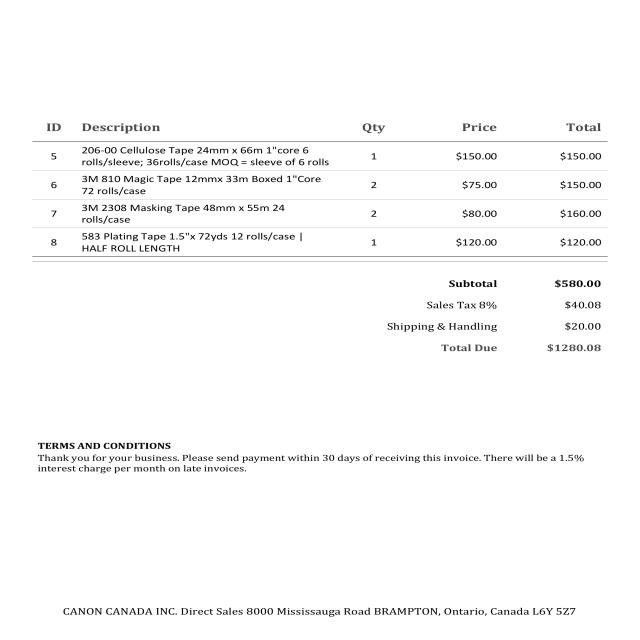 ID Description Qty Price Total
5 206-00 Cellulose Tape 24mm x 66m 1"core 6 rolls/sleeve; 36rolls/case MOQ = sleeve of 6 rolls 1 $150.00 $150.00
6 3M 810 Magic Tape 12mmx 33m Boxed 1"Core 72 rolls/case 2 $75.00 $150.00
7 3M 2308 Masking Tape 48mm x 55m 24 rolls/case 2 $80.00 $160.00
8 583 Plating Tape 1.5"x 72yds 12 rolls/case | HALF ROLL LENGTH 1 $120.00 $120.00
Subtotal $580.00
Sales Tax 8% $40.08
Shipping & Handling $20.00
Total Due $1280.08
TERMS AND CONDITIONS
Thank you for your business. Please send payment within 30 days of receiving this invoice. There will be a 1.5%
interest charge per month on late invoices.
CANON CANADA INC. Direct Sales 8000 Mississauga Road BRAMPTON, Ontario, Canada L6Y 5Z7